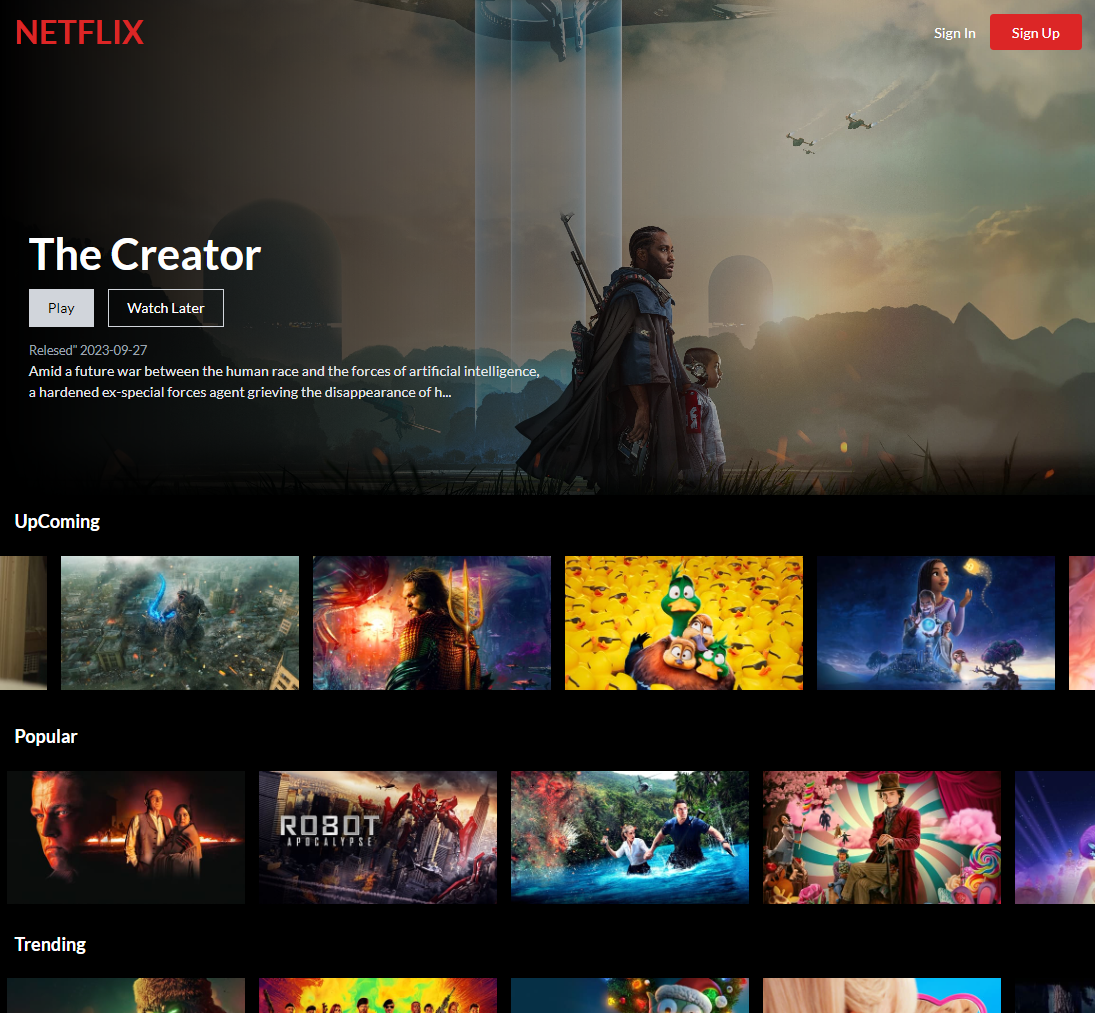 NETFLIX
Sign In
Sign Up
The Creator
Play
Watch Later
Relesed" 2023-09-27
Amid a future war between the human race and the forces of artificial intelligence,
a hardened ex-special forces agent grieving the disappearance of h...
UpComing
Popular
ROBOT
APOCALYPSE
Trending